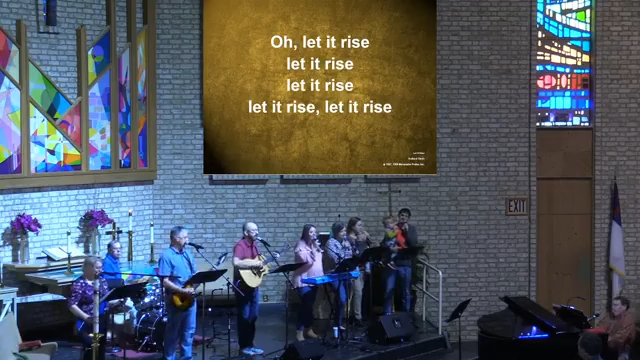 Oh, let it rise
let it rise
let it rise
let it rise, let it rise
EXIT